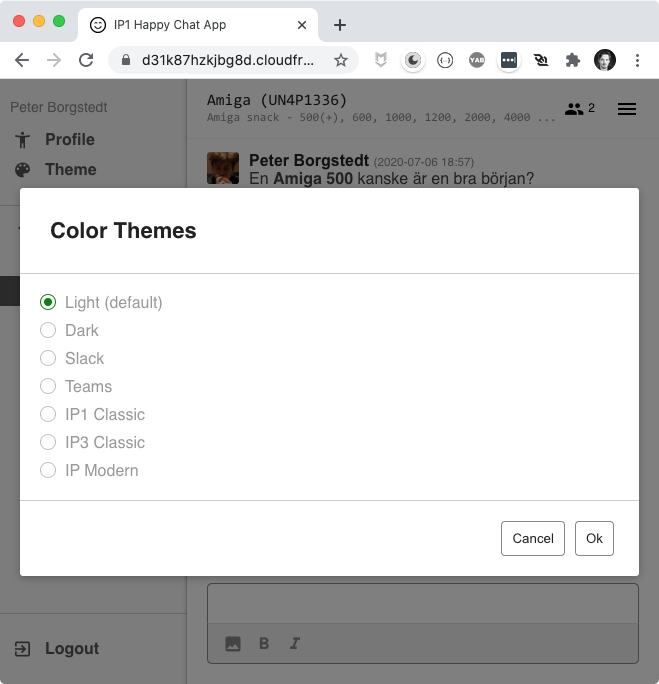 IP1 Happy Chat App
d31k87hzkjbg8d.cloudfr...
YAB
Peter Borgstedt
Profile
Theme
Amiga (UN4P1336)
Amiga snack - 500(+), 600, 1000, 1200, 2000, 4000 ...
2
Peter Borgstedt (2020-07-06 18:57)
En Amiga 500 kanske är en bra början?
Color Themes
Light (default)
Dark
Slack
Teams
IP1 Classic
IP3 Classic
IP Modern
Cancel
Ok
B I
Logout